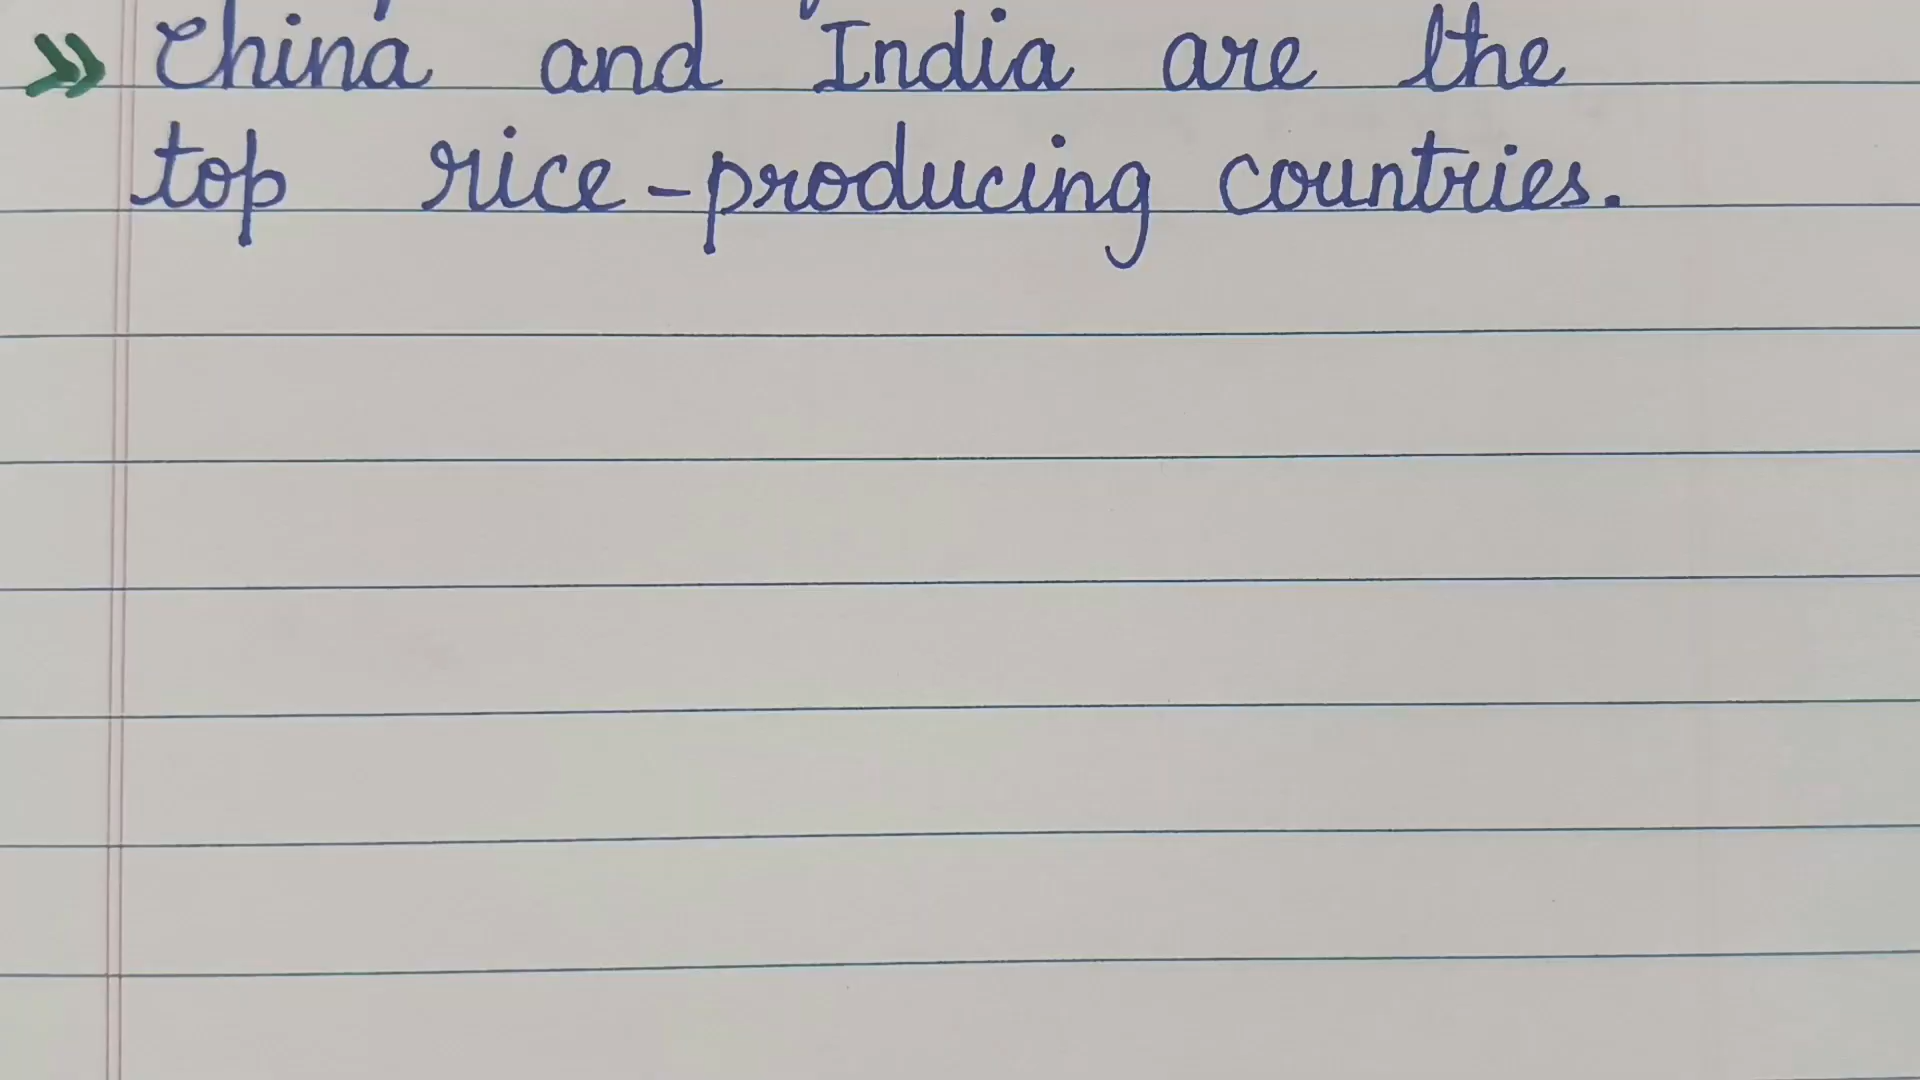 » China and India are the
top rice-producing countries.